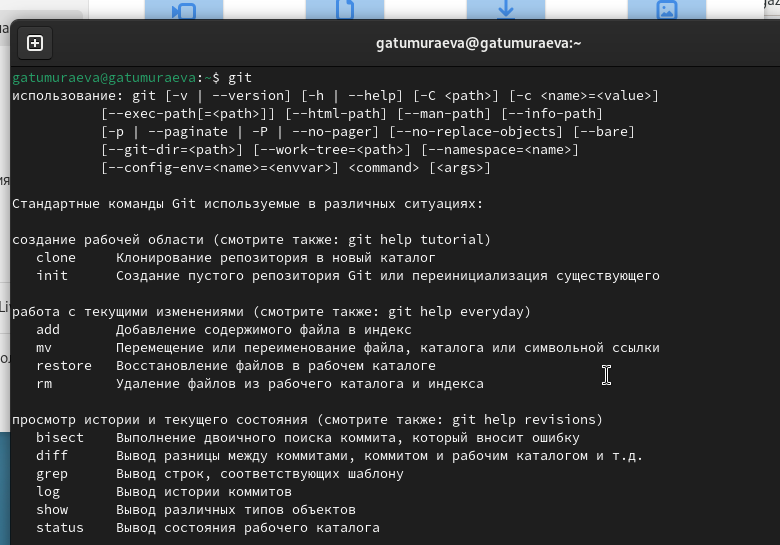 gatumuraeva@gatumuraeva:~
gatumuraeva@gatumuraeva:~$ git
использование: git [-v | --version] [-h | --help] [-C <path>] [-c <name>=<value>]
[--exec-path[=<path>]] [--html-path] [--man-path] [--info-path]
[-p | --paginate | -P | --no-pager] [--no-replace-objects] [--bare]
[--git-dir=<path>] [--work-tree=<path>] [--namespace=<name>]
[--config-env=<name>=<envvar>] <command> [<args>]
Стандартные команды Git используемые в различных ситуациях:
создание рабочей области (смотрите также: git help tutorial)
clone Клонирование репозитория в новый каталог
init Создание пустого репозитория Git или переинициализация существующего
работа с текущими изменениями (смотрите также: git help everyday)
add Добавление содержимого файла в индекс
mv Перемещение или переименование файла, каталога или символьной ссылки
restore Восстановление файлов в рабочем каталоге
rm Удаление файлов из рабочего каталога и индекса
просмотр истории и текущего состояния (смотрите также: git help revisions)
bisect Выполнение двоичного поиска коммита, который вносит ошибку
diff Вывод разницы между коммитами, коммитом и рабочим каталогом и т.д.
grep Вывод строк, соответствующих шаблону
log Вывод истории коммитов
show Вывод различных типов объектов
status Вывод состояния рабочего каталога